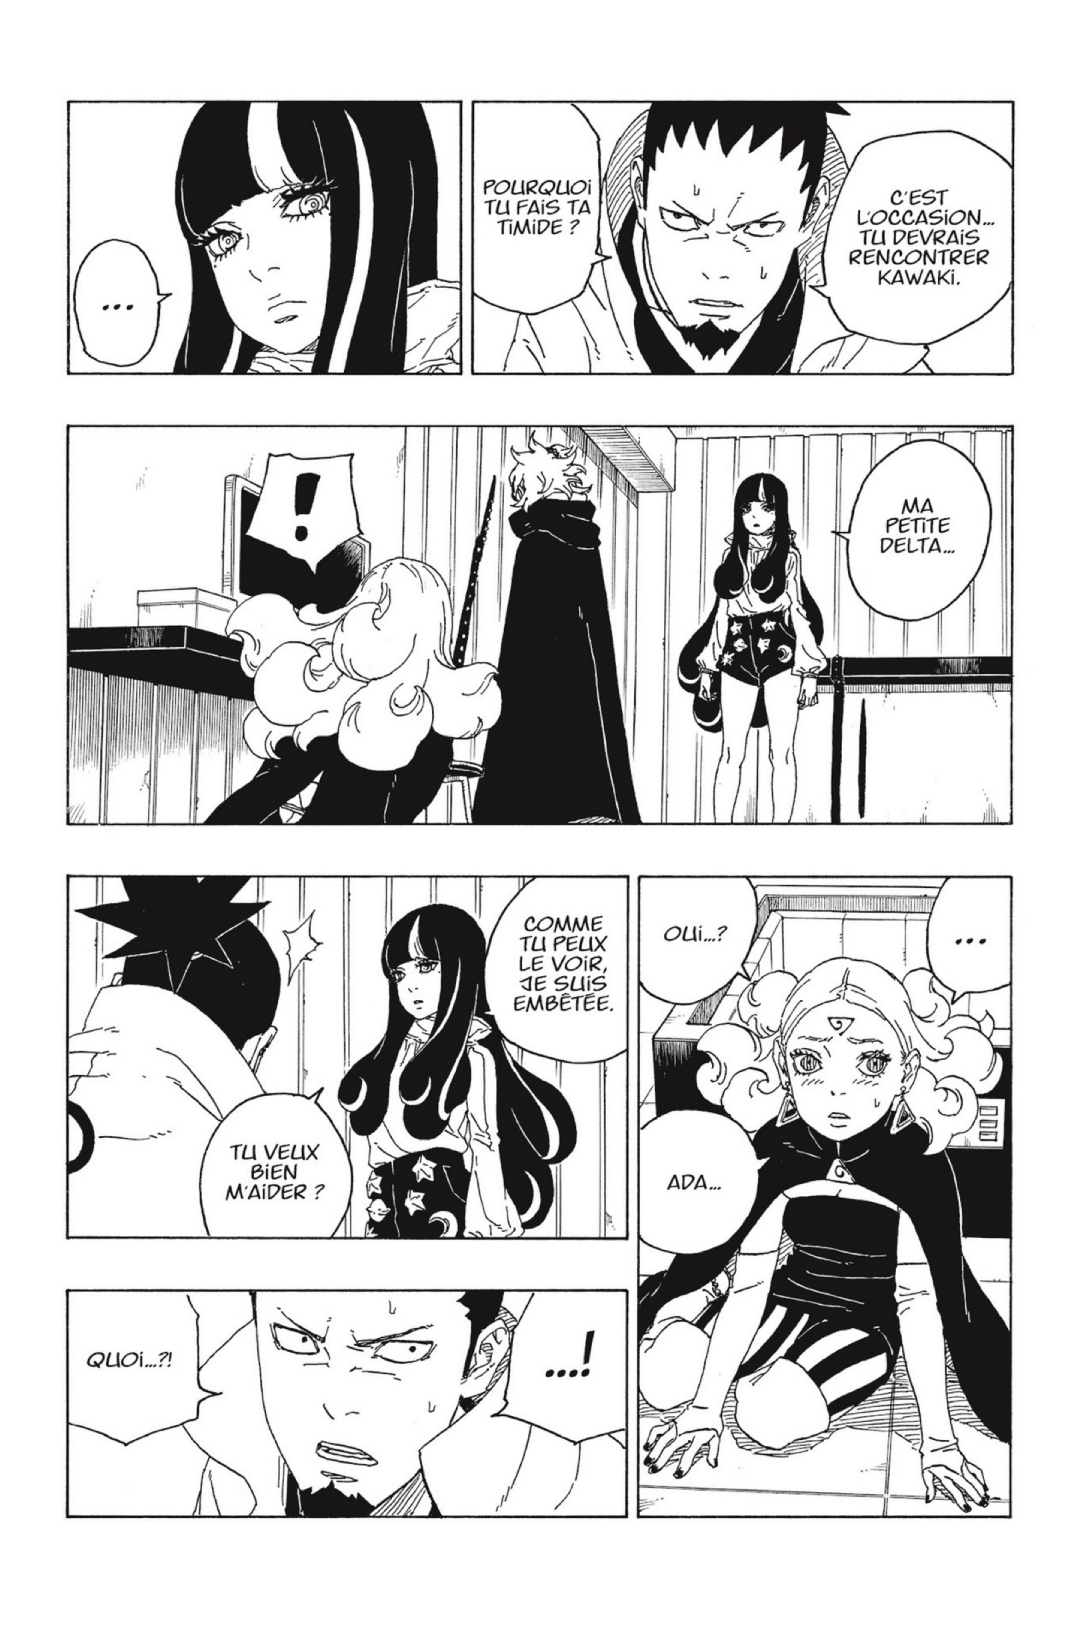 C'EST
L'OCCASION...
TU DEVRAIS
RENCONTRER
KAWAKI.
POURQUOI
TU FAIS TA
TIMIDE ?
...
MA
PETITE
DELTA...
!
...
OUI...?
ADA...
COMME
TU PEUX
LE VOIR,
JE SUIS
EMBÊTÉE.
TU VEUX
BIEN
M'AIDER ?
....!
QUOI...?!